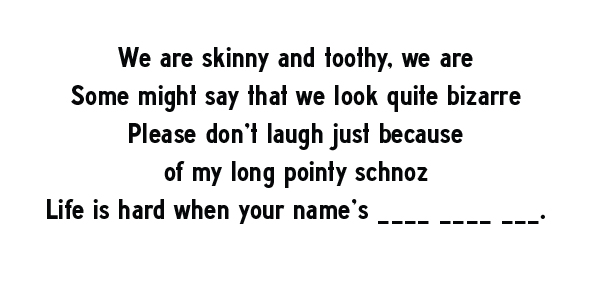 We are skinny and toothy, we are
Some might say that we look quite bizarre
Please don't laugh just because
of my long pointy schnoz
Life is hard when your name's ____ ____ ___.